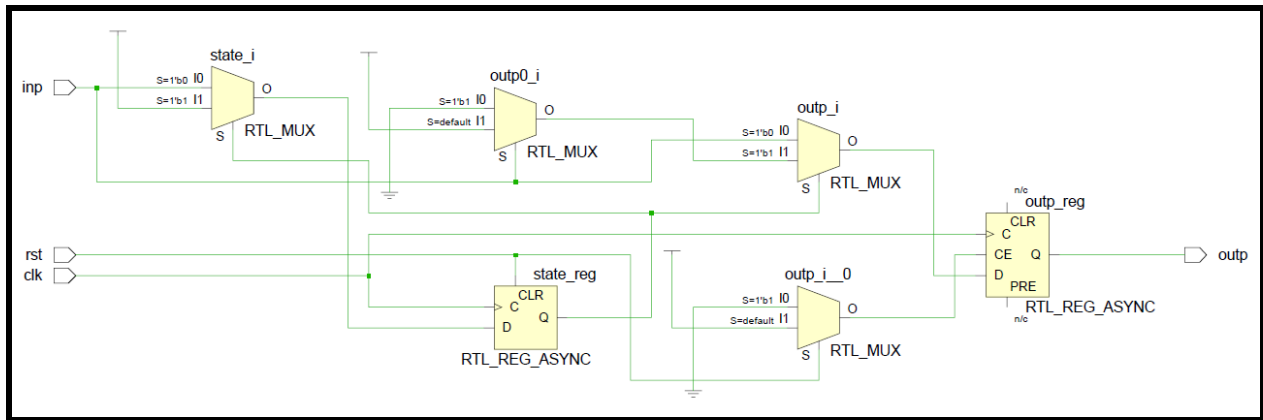 inp
rst
clk
state_i
S=1'b0 I0
S=1'b1 I1
O
S
RTL_MUX
outp0_i
S=1'b1 I0
S=default I1
O
S
RTL_MUX
outp_i
S=1'b0 I0
S=1'b1 I1
O
S
RTL_MUX
state_reg
CLR
C
Q
D
RTL_REG_ASYNC
outp_i__0
S=1'b1 I0
S=default I1
O
S
RTL_MUX
n/c
outp_reg
CLR
C
CE Q
D
PRE
RTL_REG_ASYNC
n/c
outp